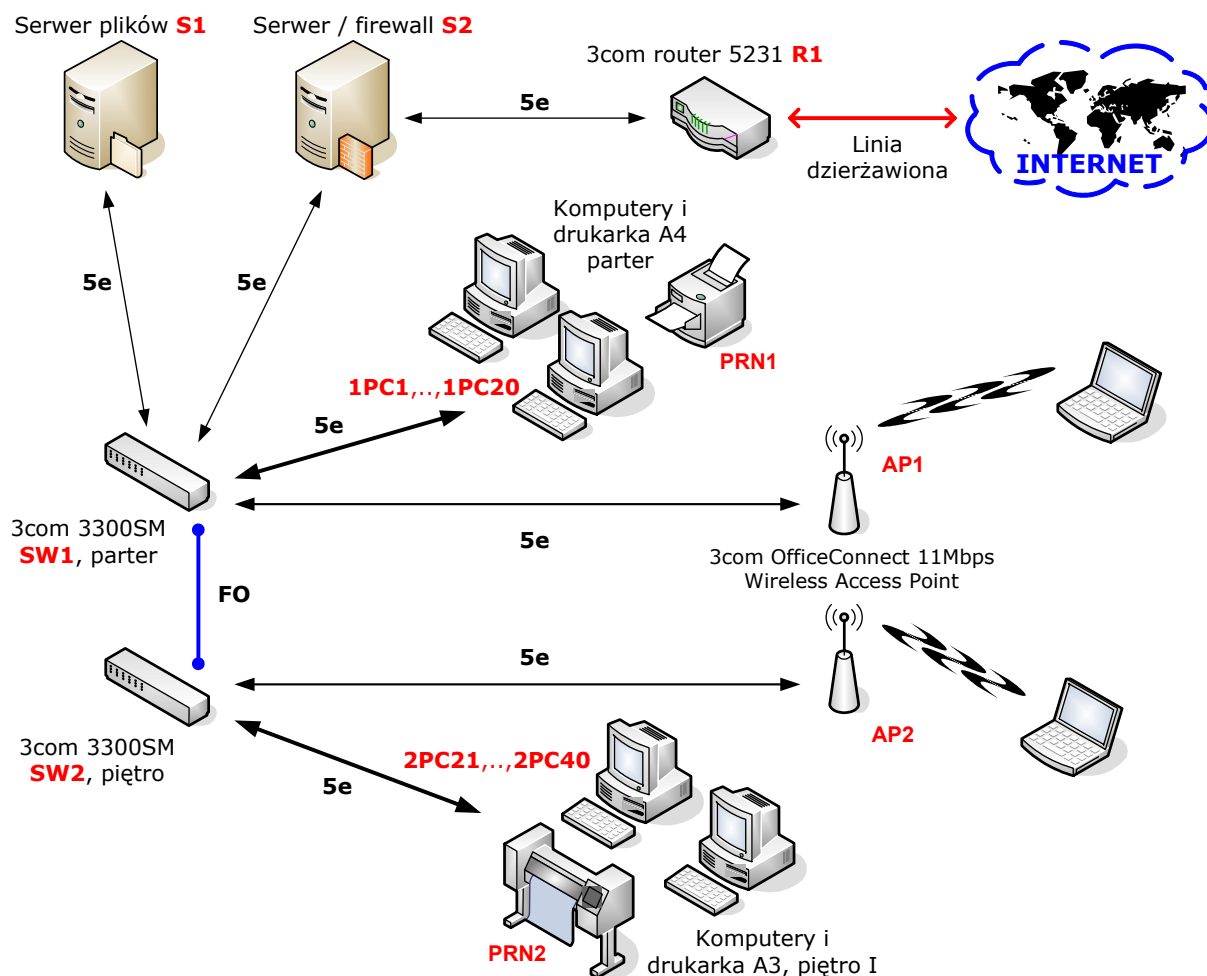 Serwer plików S1
Serwer / firewall S2
3com router 5231 R1
5e
Linia
dzierżawiona
INTERNET
Komputery i
drukarka A4
parter
5e
5e
PRN1
1PC1,..,1PC20
5e
AP1
3com 3300SM
SW1, parter
5e
3com OfficeConnect 11Mbps
Wireless Access Point
FO
5e
3com 3300SM
SW2, piêtro
AP2
2PC21,..,2PC40
5e
PRN2
Komputery i
drukarka A3, piêtro I